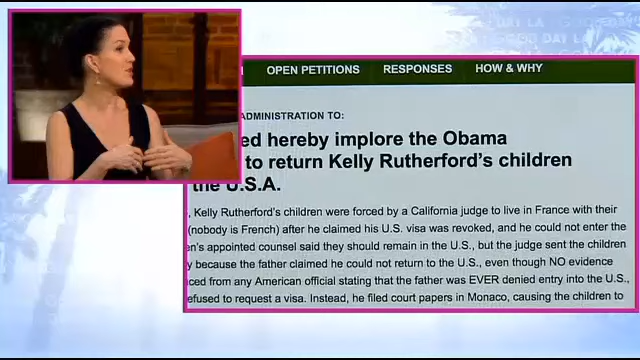 GOOD DAY LA
OPEN PETITIONS RESPONSES HOW & WHY
ADMINISTRATION TO:
ed hereby implore the Obama
to return Kelly Rutherford's children
the U.S.A.
, Kelly Rutherford's children were forced by a California judge to live in France with their
(nobody is French) after he claimed his U.S. visa was revoked, and he could not enter the
en's appointed counsel said they should remain in the U.S., but the judge sent the children
y because the father claimed he could not return to the U.S., even though NO evidence
ced from any American official stating that the father was EVER denied entry into the U.S.,
efused to request a visa. Instead, he filed court papers in Monaco, causing the children to